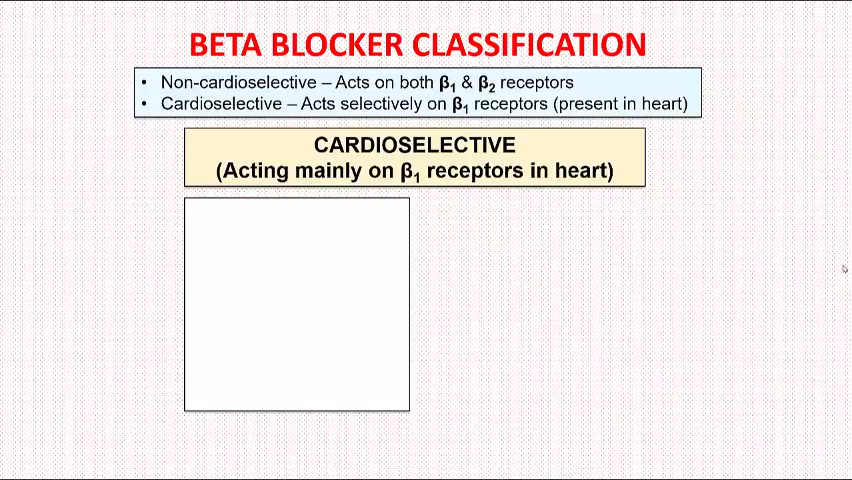 BETA BLOCKER CLASSIFICATION
• Non-cardioselective – Acts on both β₁ & β₂ receptors
• Cardioselective – Acts selectively on β₁ receptors (present in heart)
CARDIOSELECTIVE
(Acting mainly on β₁ receptors in heart)